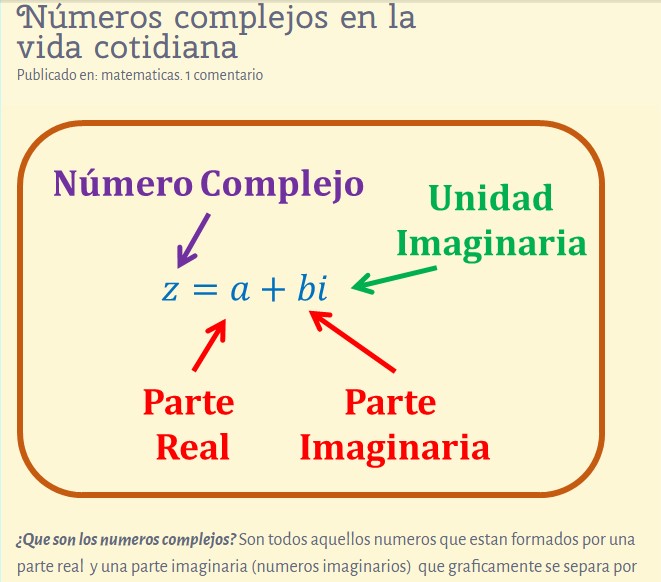 Números complejos en la
vida cotidiana
Publicado en: matematicas. 1 comentario
Número Complejo
Unidad
Imaginaria
z = a + bi
Parte
Real
Parte
Imaginaria
¿Que son los numeros complejos? Son todos aquellos numeros que estan formados por una
parte real y una parte imaginaria (numeros imaginarios) que graficamente se separa por